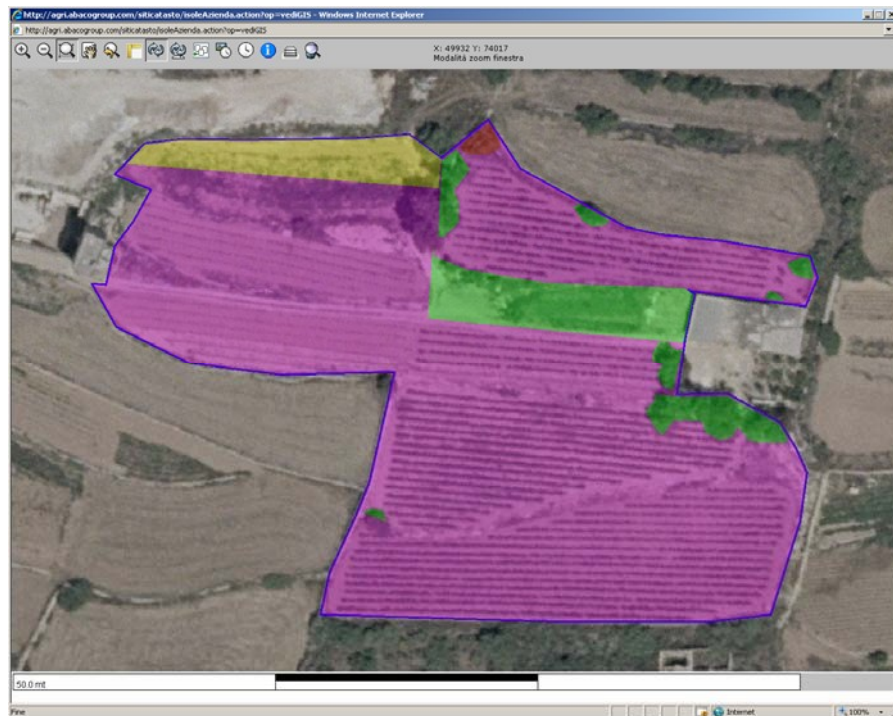 http://agri.abacogroup.com/siticatasto/isoleAzienda.action?op=vediGIS - Windows Internet Explorer
http://agri.abacogroup.com/siticatasto/isoleAzienda.action?op=vediGIS
X: 49932 Y: 74017
Modalità zoom finestra
50.0 mt
Fine
Internet
100%